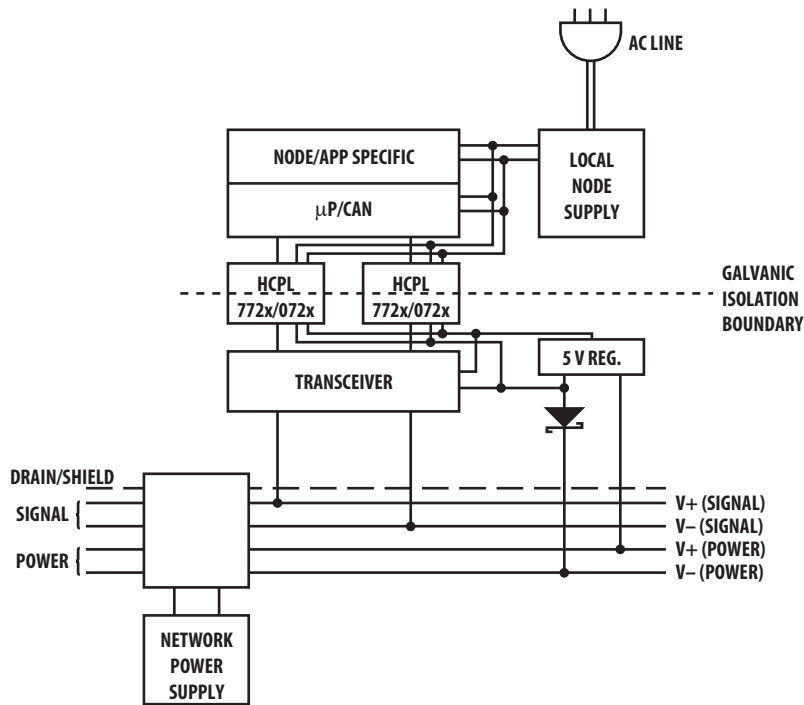 AC LINE
NODE/APP SPECIFIC
μP/CAN
LOCAL
NODE
SUPPLY
HCPL
772x/072x
HCPL
772x/072x
GALVANIC
ISOLATION
BOUNDARY
5 V REG.
TRANSCEIVER
DRAIN/SHIELD
SIGNAL
POWER
V+ (SIGNAL)
V– (SIGNAL)
V+ (POWER)
V– (POWER)
NETWORK
POWER
SUPPLY